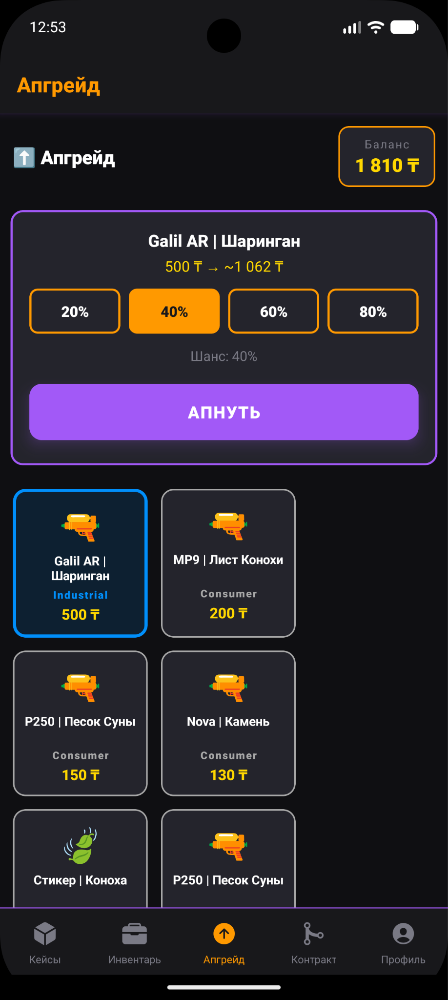 12:53
Апгрейд
Апгрейд
Баланс
1 810 ₸
Galil AR | Шаринган
500 ₸ → ~1 062 ₸
20%
40%
60%
80%
Шанс: 40%
АПНУТЬ
Galil AR |
Шаринган
Industrial
500 ₸
MP9 | Лист Конохи
Consumer
200 ₸
P250 | Песок Суны
Consumer
150 ₸
Nova | Камень
Consumer
130 ₸
Стикер | Коноха
P250 | Песок Суны
Кейсы
Инвентарь
Апгрейд
Контракт
Профиль